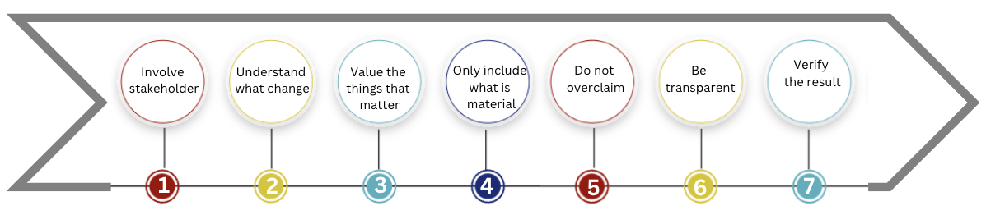 Involve
stakeholder
Understand
what change
Value the
things that
matter
Only include
what is
material
Do not
overclaim
Be
transparent
Verify
the result
1
2
3
4
5
6
7